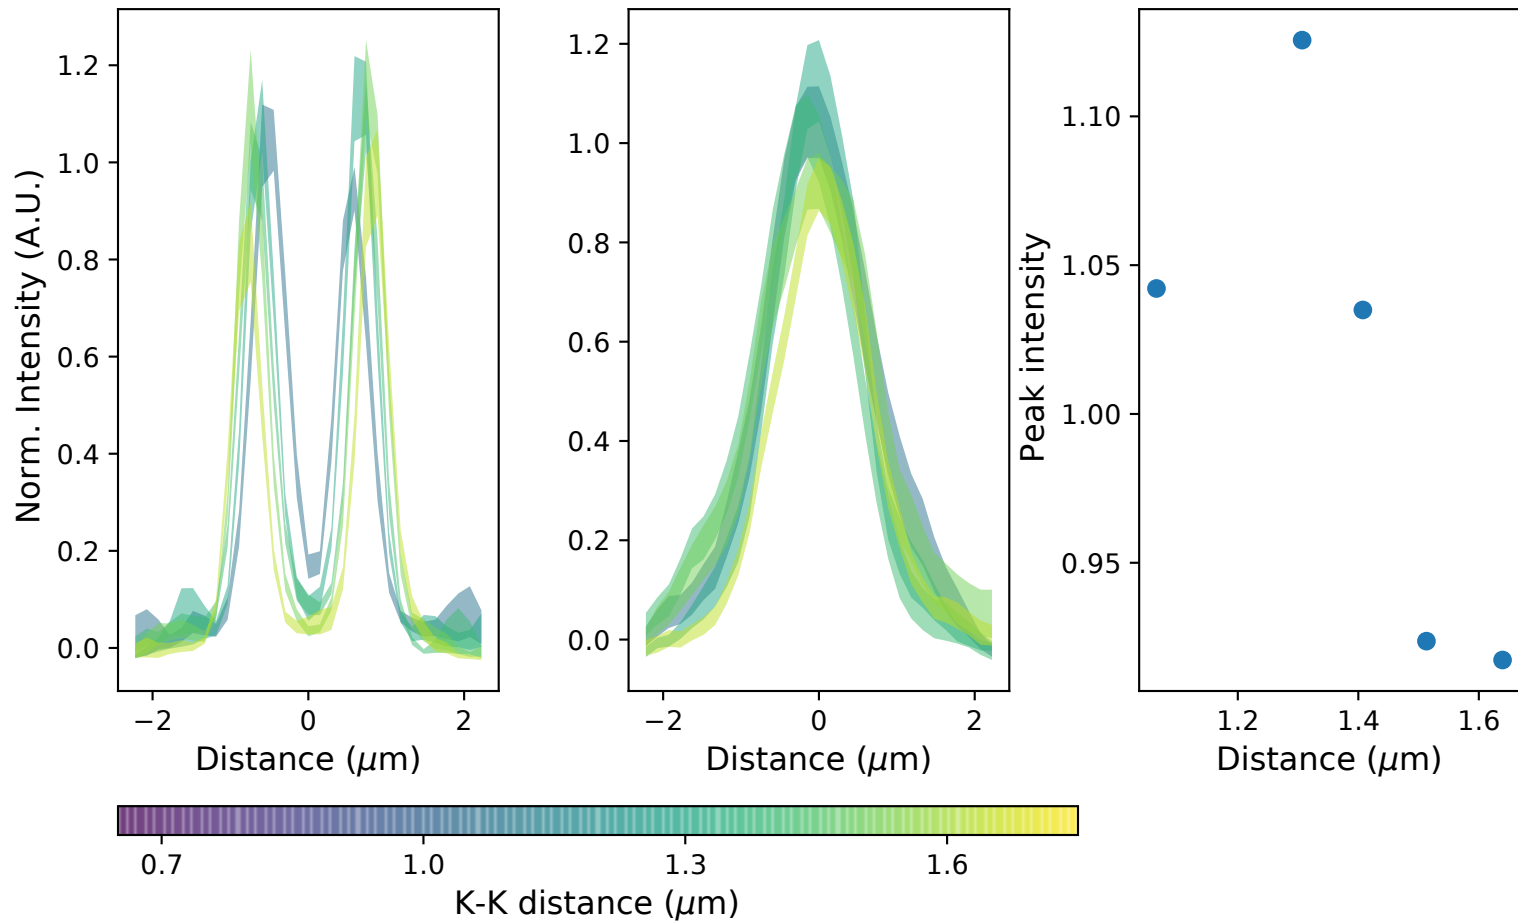 Norm. Intensity (A.U.)
1.2
1.0
0.8
0.6
0.4
0.2
0.0
−2 0 2
Distance (μm)
1.2
1.0
0.8
0.6
0.4
0.2
0.0
−2 0 2
Distance (μm)
Peak intensity
1.10
1.05
1.00
0.95
1.2 1.4 1.6
Distance (μm)
0.7 1.0 1.3 1.6
K-K distance (μm)